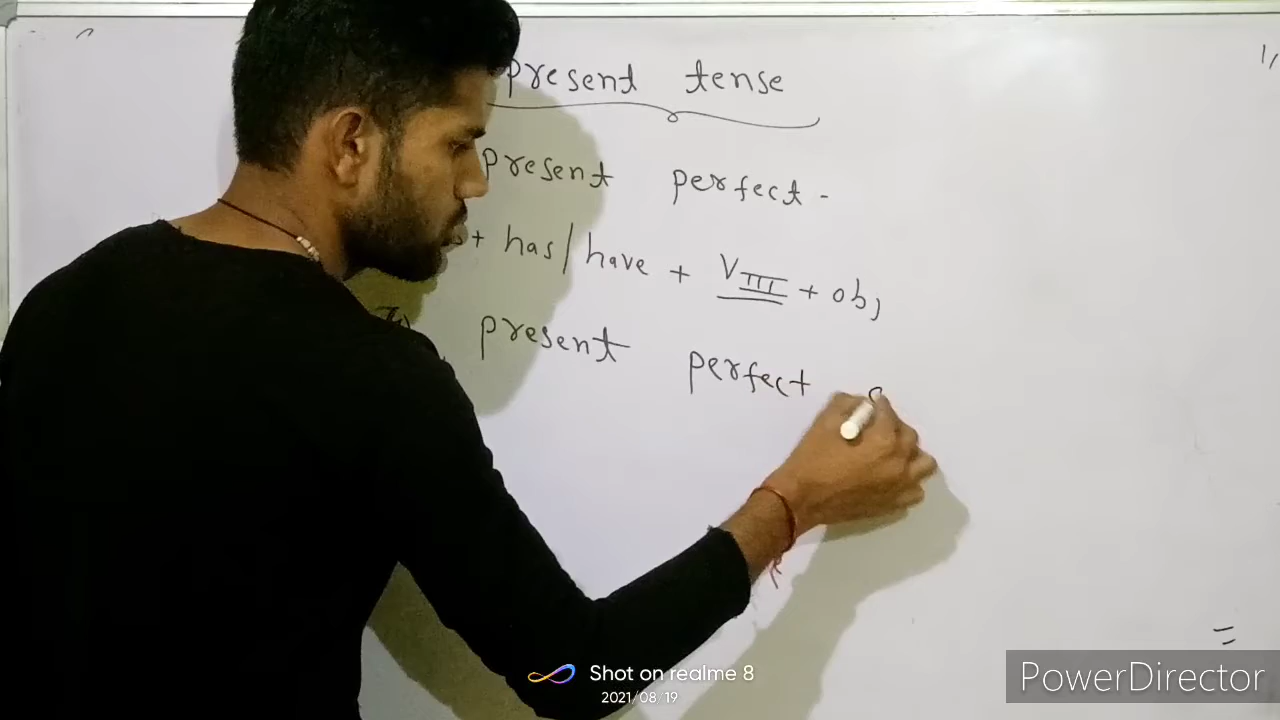 present tense
present perfect -
+ has/have + VIII + obj
present perfect
Shot on realme 8
2021/08/19
PowerDirector